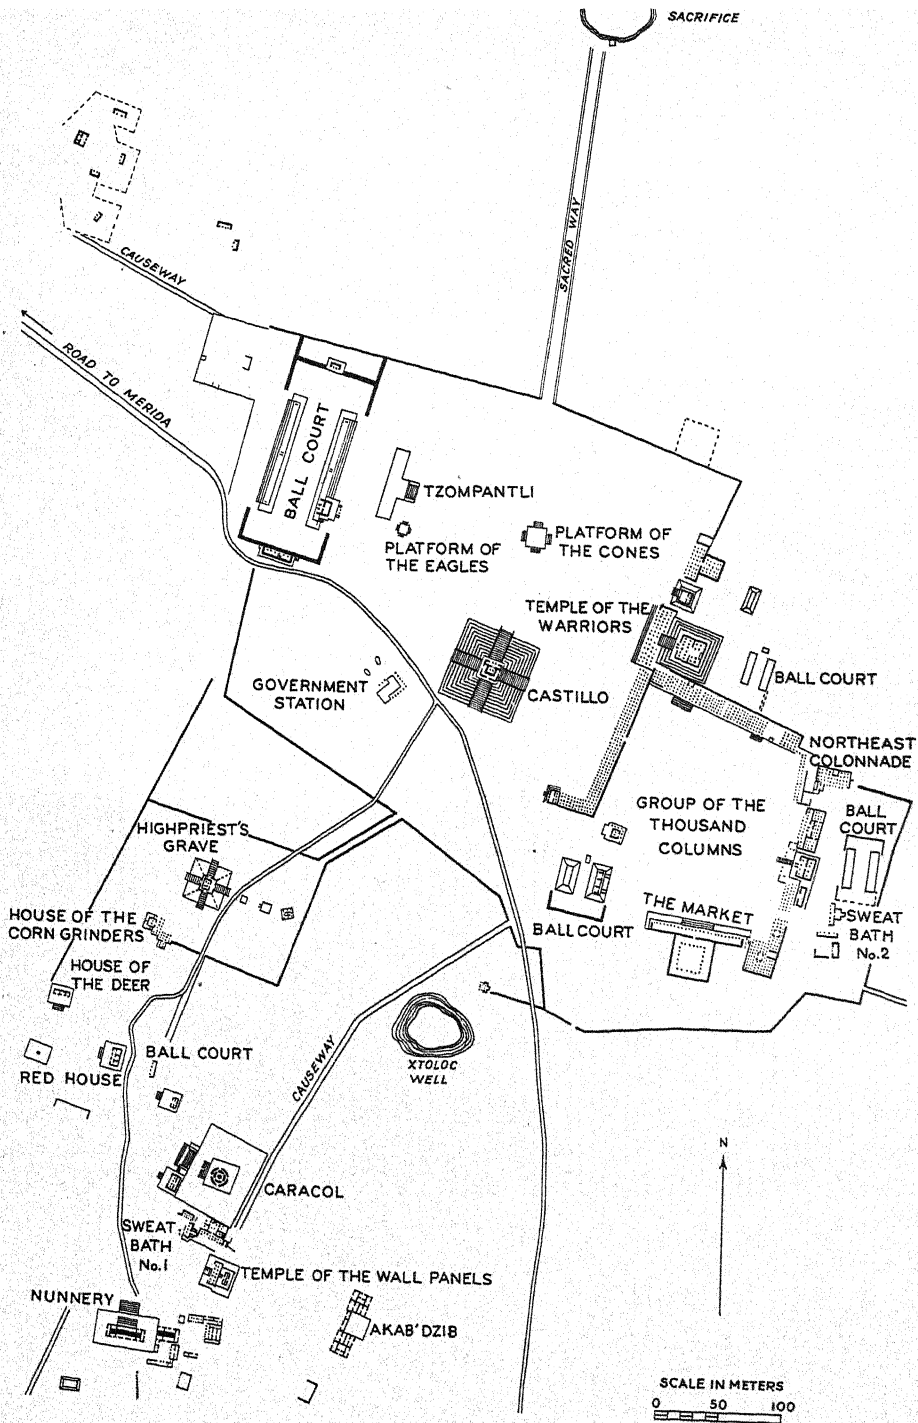 SACRIFICE
SACRED WAY
CAUSEWAY
ROAD TO MERIDA
BALL COURT
TZOMPANTLI
PLATFORM OF
THE EAGLES
PLATFORM OF
THE CONES
TEMPLE OF THE
WARRIORS
BALL COURT
GOVERNMENT
STATION
CASTILLO
NORTHEAST
COLONNADE
GROUP OF THE
THOUSAND
COLUMNS
BALL
COURT
HIGHPRIEST'S
GRAVE
HOUSE OF THE
CORN GRINDERS
THE MARKET
BALL COURT
SWEAT
BATH
No.2
HOUSE OF
THE DEER
RED HOUSE
BALL COURT
CAUSEWAY
XTOLOC
WELL
N
CARACOL
SWEAT
BATH
No.1
TEMPLE OF THE WALL PANELS
NUNNERY
AKAB'DZIB
SCALE IN METERS
0 50 100